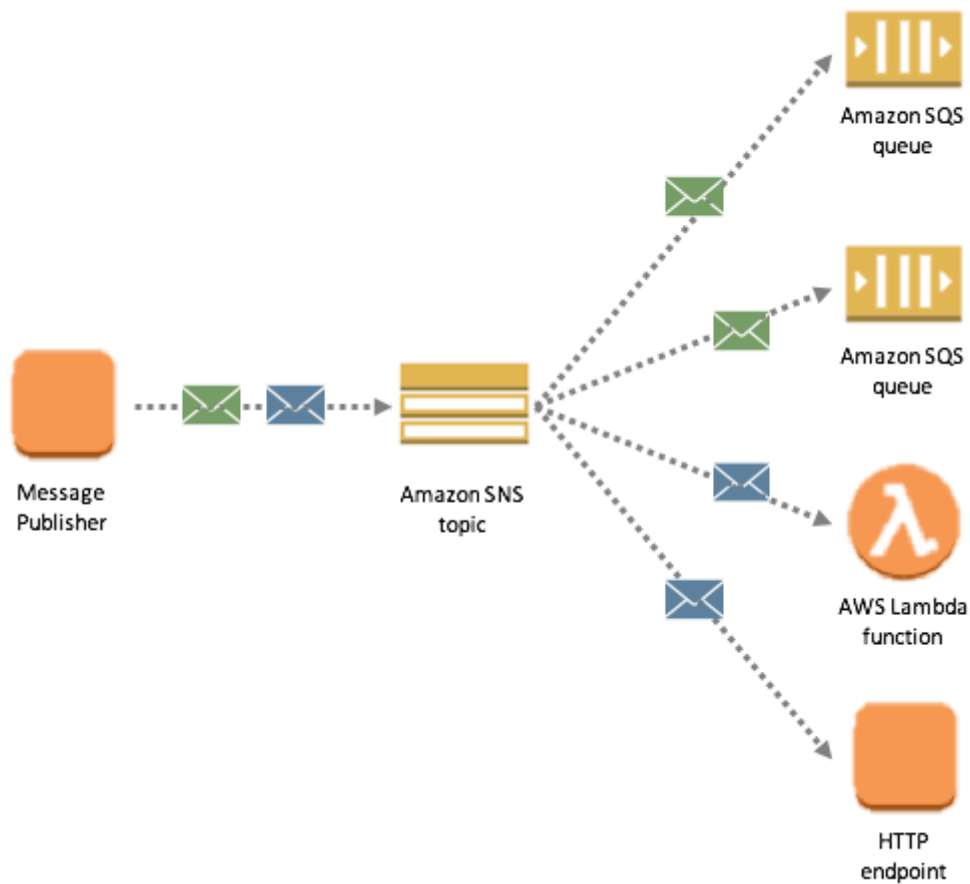 Amazon SQS
queue
Amazon SQS
queue
Message
Publisher
Amazon SNS
topic
AWS Lambda
function
HTTP
endpoint